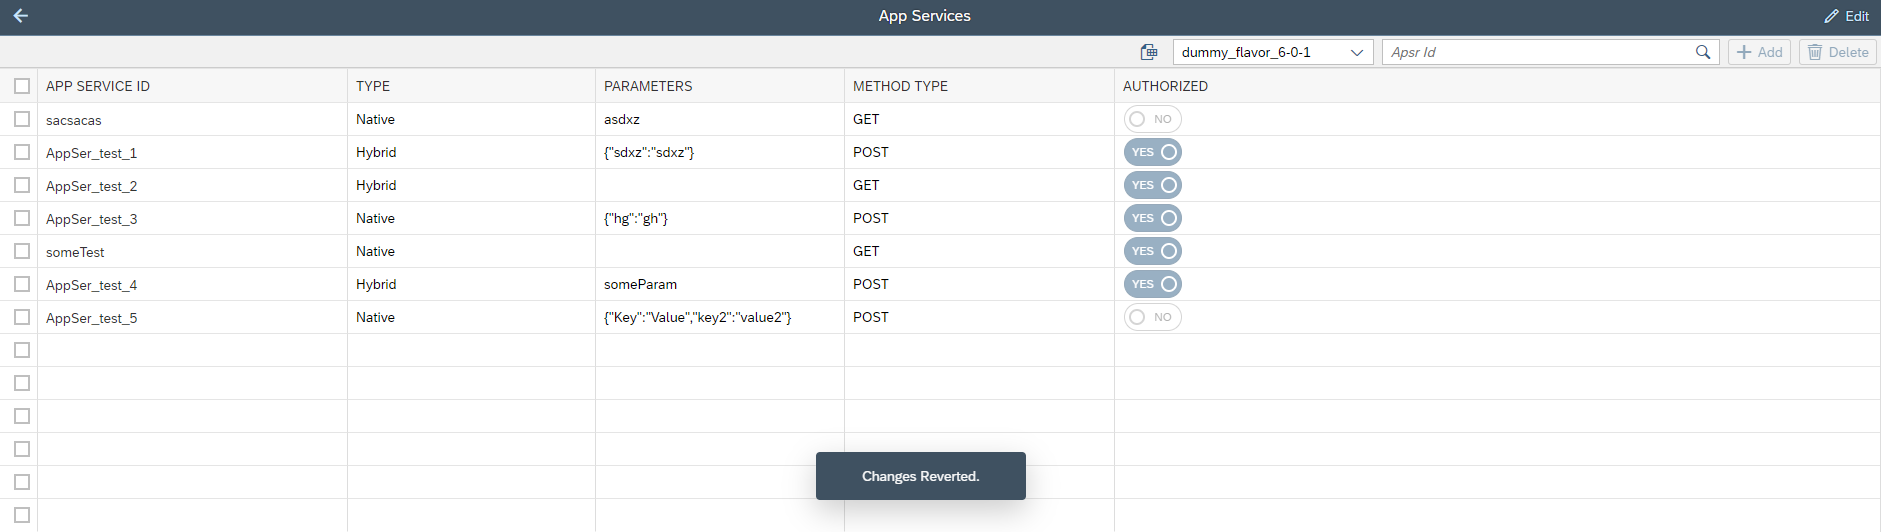 App Services
Edit
dummy_flavor_6-0-1 Apsr Id Add Delete
APP SERVICE ID TYPE PARAMETERS METHOD TYPE AUTHORIZED
sacsacas Native asdxz GET NO
AppSer_test_1 Hybrid {"sdxz":"sdxz"} POST YES
AppSer_test_2 Hybrid GET YES
AppSer_test_3 Native {"hg":"gh"} POST YES
someTest Native GET YES
AppSer_test_4 Hybrid someParam POST YES
AppSer_test_5 Native {"Key":"Value","key2":"value2"} POST NO
Changes Reverted.